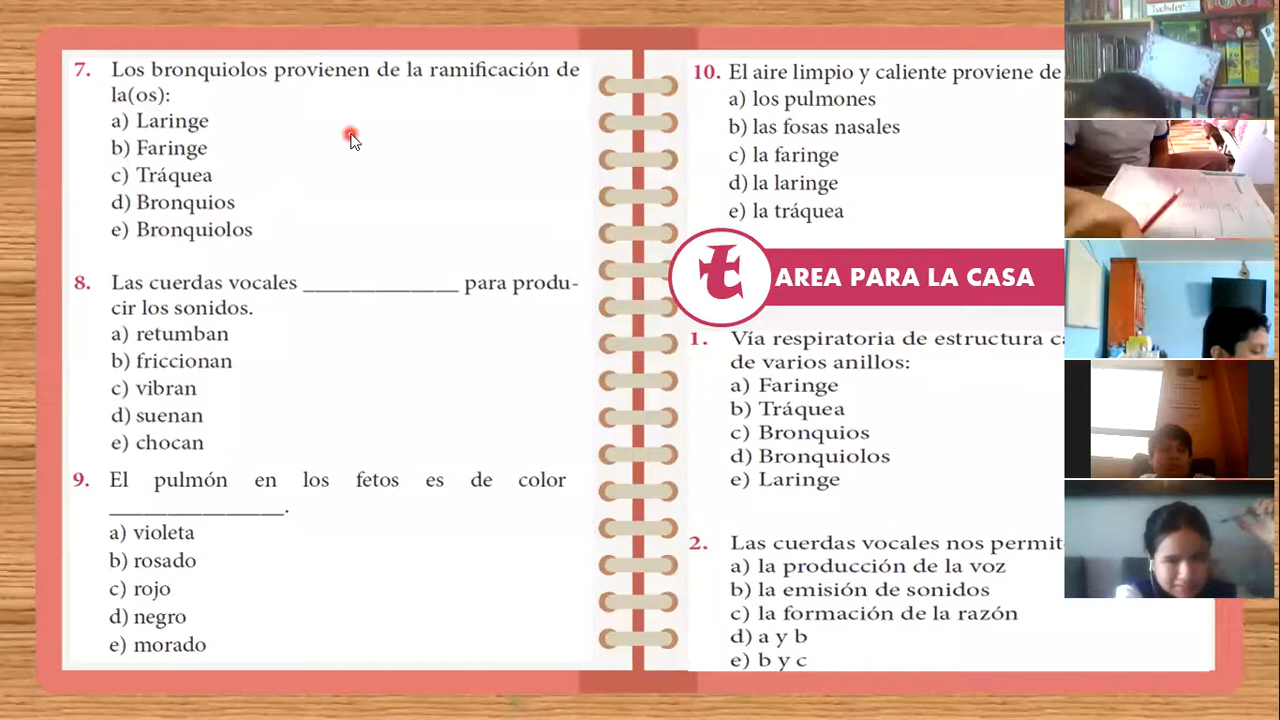 7. Los bronquiolos provienen de la ramificación de
la(os):
a) Laringe
b) Faringe
c) Tráquea
d) Bronquios
e) Bronquiolos
8. Las cuerdas vocales ______________ para produ-
cir los sonidos.
a) retumban
b) friccionan
c) vibran
d) suenan
e) chocan
9. El pulmón en los fetos es de color
________________.
a) violeta
b) rosado
c) rojo
d) negro
e) morado
10. El aire limpio y caliente proviene de
a) los pulmones
b) las fosas nasales
c) la faringe
d) la laringe
e) la tráquea
tAREA PARA LA CASA
1. Vía respiratoria de estructura
de varios anillos:
a) Faringe
b) Tráquea
c) Bronquios
d) Bronquiolos
e) Laringe
2. Las cuerdas vocales nos permit
a) la producción de la voz
b) la emisión de sonidos
c) la formación de la razón
d) a y b
e) b y c
Twister